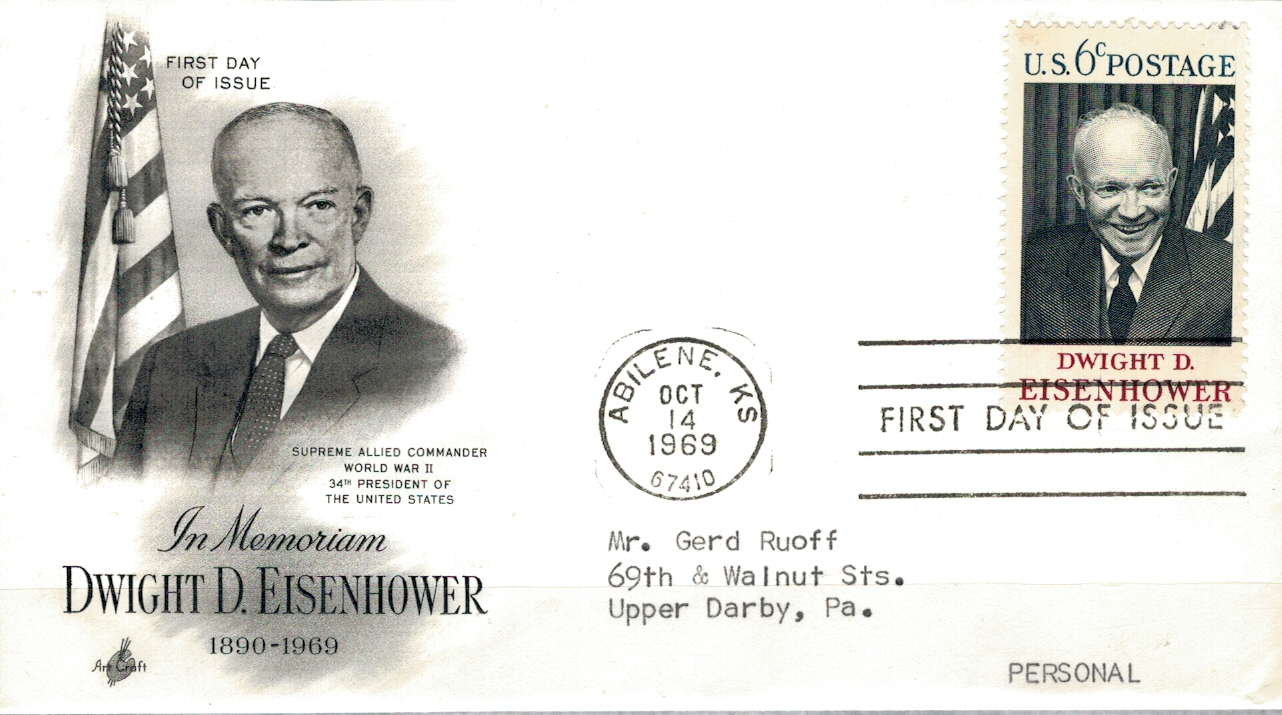 FIRST DAY
OF ISSUE
SUPREME ALLIED COMMANDER
WORLD WAR II
34TH PRESIDENT OF
THE UNITED STATES
In Memoriam
DWIGHT D. EISENHOWER
1890-1969
Art Craft
U.S. 6c POSTAGE
DWIGHT D.
EISENHOWER
ABILENE, KS
OCT
14
1969
67410
FIRST DAY OF ISSUE
Mr. Gerd Ruoff
69th & Walnut Sts.
Upper Darby, Pa.
PERSONAL